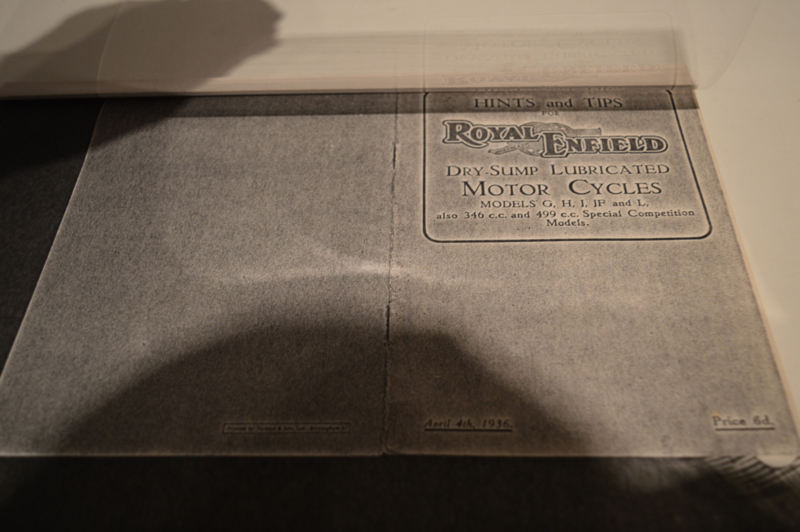 HINTS and TIPS
FOR
ROYAL ENFIELD
DRY-SUMP LUBRICATED
MOTOR CYCLES
MODELS G, H, J, JF and L,
also 346 c.c. and 499 c.c. Special Competition
Models.
April 4th, 1936.
Price 6d.